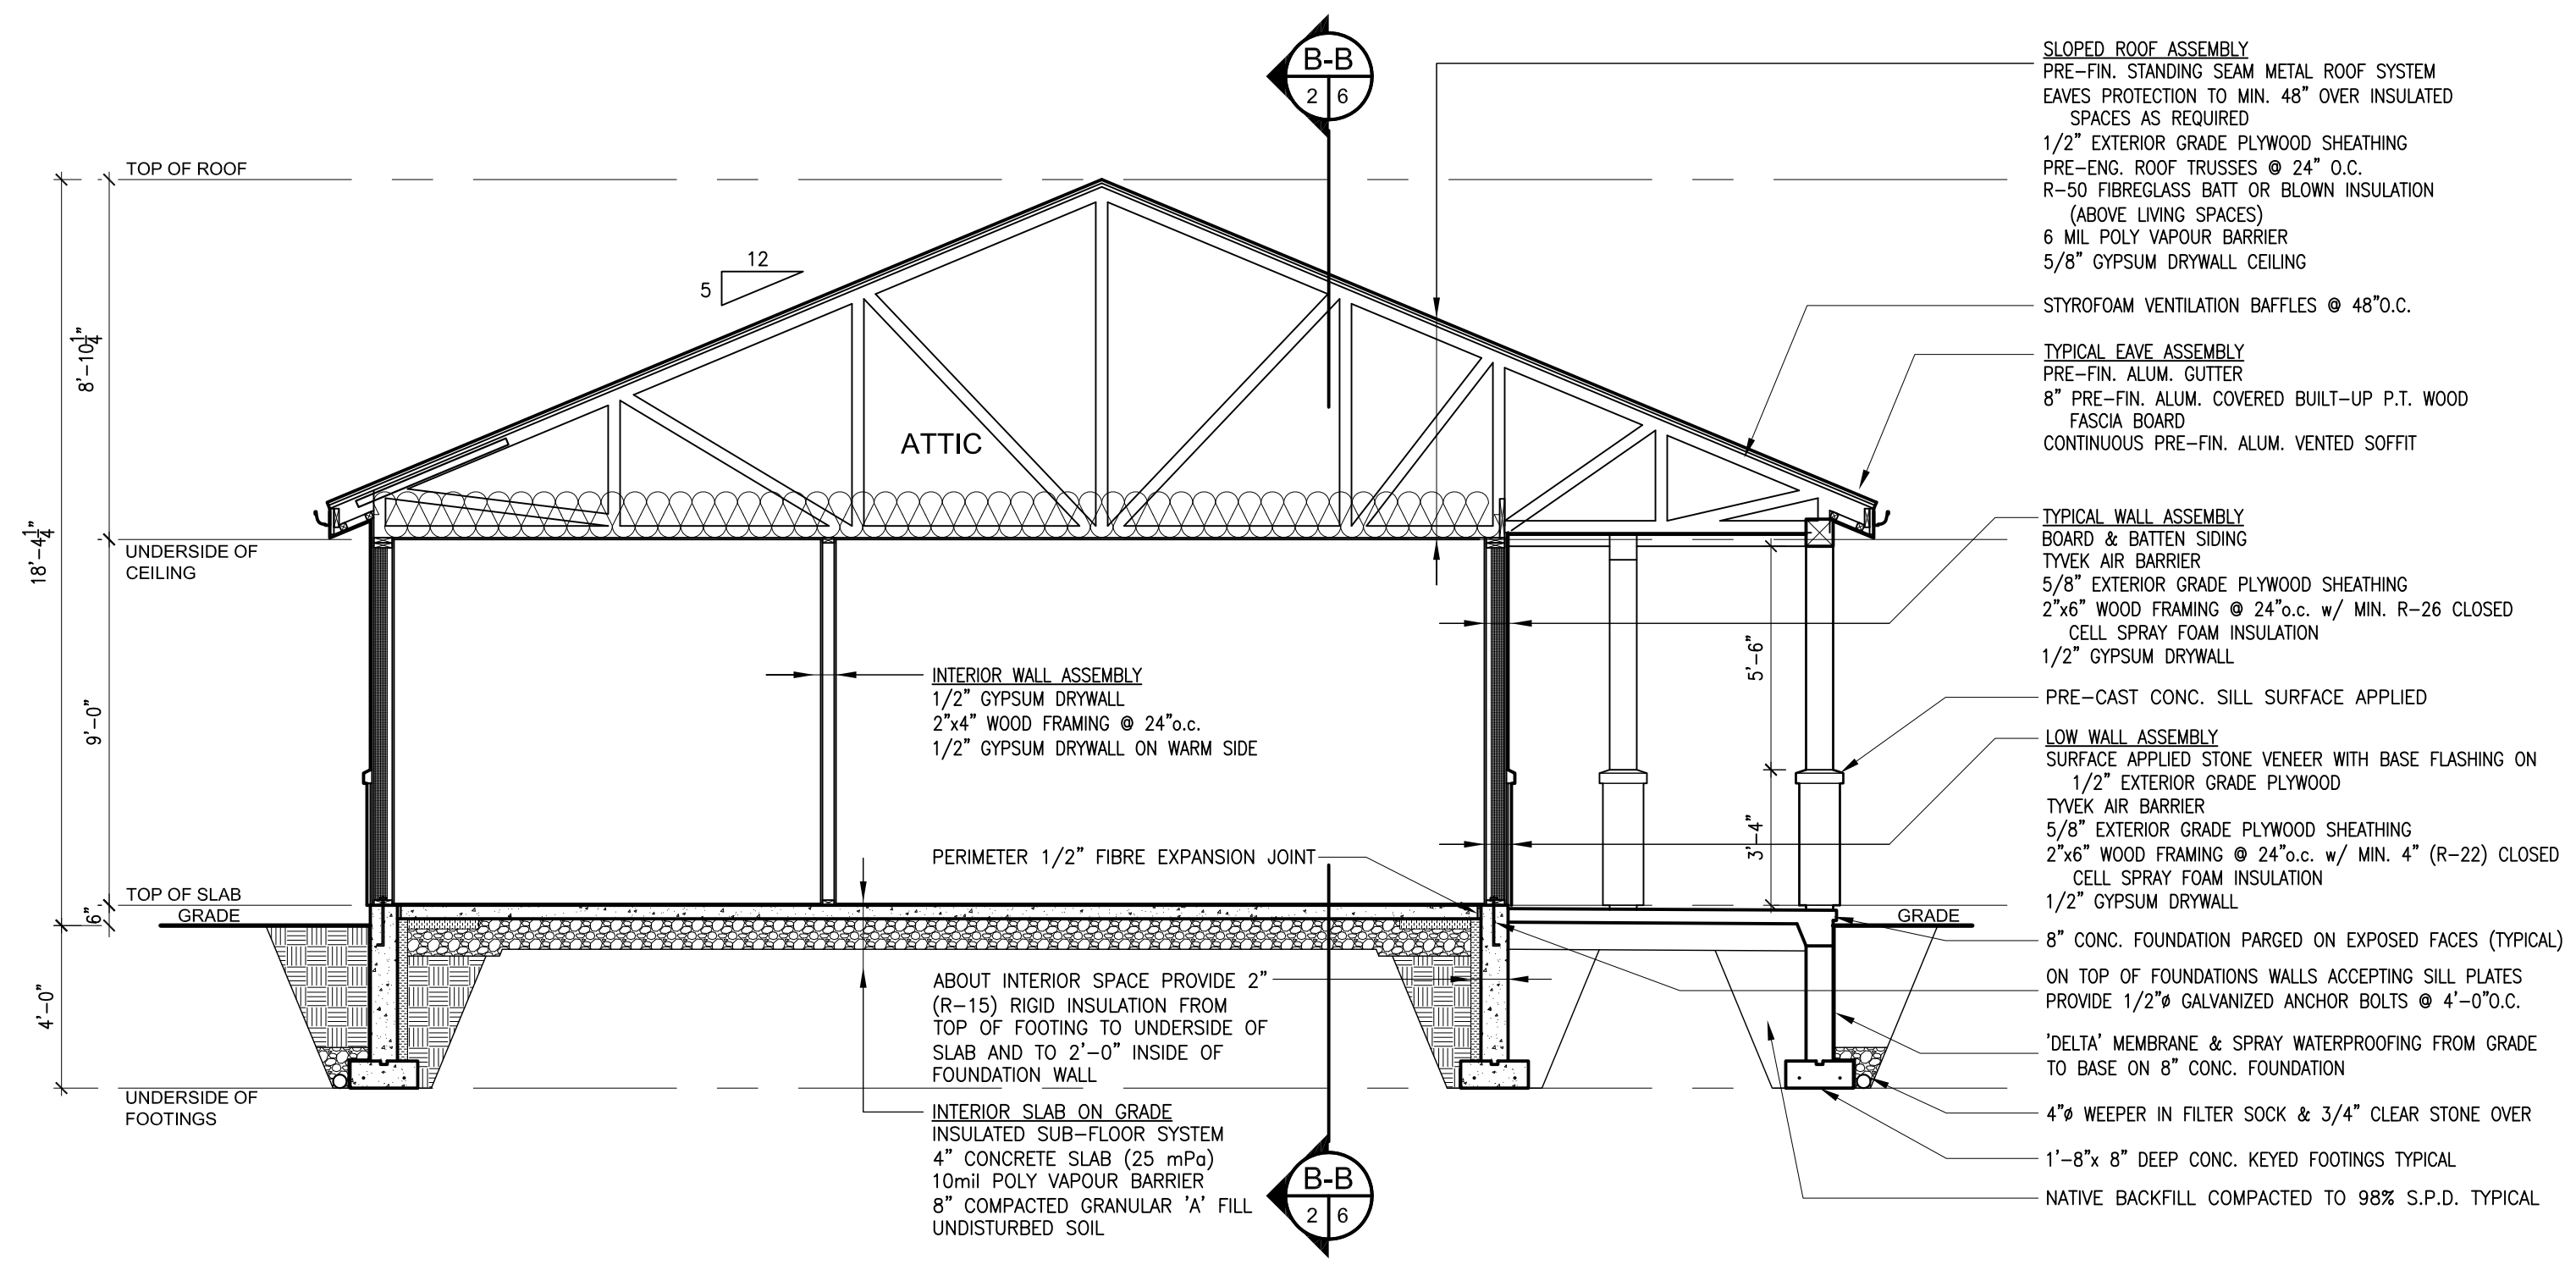 B-B
2 6
TOP OF ROOF
12
5
8'-10 1/4"
18'-4 1/4"
ATTIC
UNDERSIDE OF
CEILING
9'-0"
INTERIOR WALL ASSEMBLY
1/2" GYPSUM DRYWALL
2"x4" WOOD FRAMING @ 24"o.c.
1/2" GYPSUM DRYWALL ON WARM SIDE
5'-6"
3'-4"
PERIMETER 1/2" FIBRE EXPANSION JOINT
TOP OF SLAB
6"
GRADE
GRADE
4'-0"
ABOUT INTERIOR SPACE PROVIDE 2"
(R-15) RIGID INSULATION FROM
TOP OF FOOTING TO UNDERSIDE OF
SLAB AND TO 2'-0" INSIDE OF
FOUNDATION WALL
UNDERSIDE OF
FOOTINGS
INTERIOR SLAB ON GRADE
INSULATED SUB-FLOOR SYSTEM
4" CONCRETE SLAB (25 mPa)
10mil POLY VAPOUR BARRIER
8" COMPACTED GRANULAR 'A' FILL
UNDISTURBED SOIL
B-B
2 6
SLOPED ROOF ASSEMBLY
PRE-FIN. STANDING SEAM METAL ROOF SYSTEM
EAVES PROTECTION TO MIN. 48" OVER INSULATED
SPACES AS REQUIRED
1/2" EXTERIOR GRADE PLYWOOD SHEATHING
PRE-ENG. ROOF TRUSSES @ 24" O.C.
R-50 FIBREGLASS BATT OR BLOWN INSULATION
(ABOVE LIVING SPACES)
6 MIL POLY VAPOUR BARRIER
5/8" GYPSUM DRYWALL CEILING
STYROFOAM VENTILATION BAFFLES @ 48"O.C.
TYPICAL EAVE ASSEMBLY
PRE-FIN. ALUM. GUTTER
8" PRE-FIN. ALUM. COVERED BUILT-UP P.T. WOOD
FASCIA BOARD
CONTINUOUS PRE-FIN. ALUM. VENTED SOFFIT
TYPICAL WALL ASSEMBLY
BOARD & BATTEN SIDING
TYVEK AIR BARRIER
5/8" EXTERIOR GRADE PLYWOOD SHEATHING
2"x6" WOOD FRAMING @ 24"o.c. w/ MIN. R-26 CLOSED
CELL SPRAY FOAM INSULATION
1/2" GYPSUM DRYWALL
PRE-CAST CONC. SILL SURFACE APPLIED
LOW WALL ASSEMBLY
SURFACE APPLIED STONE VENEER WITH BASE FLASHING ON
1/2" EXTERIOR GRADE PLYWOOD
TYVEK AIR BARRIER
5/8" EXTERIOR GRADE PLYWOOD SHEATHING
2"x6" WOOD FRAMING @ 24"o.c. w/ MIN. 4" (R-22) CLOSED
CELL SPRAY FOAM INSULATION
1/2" GYPSUM DRYWALL
8" CONC. FOUNDATION PARGED ON EXPOSED FACES (TYPICAL)
ON TOP OF FOUNDATIONS WALLS ACCEPTING SILL PLATES
PROVIDE 1/2"ø GALVANIZED ANCHOR BOLTS @ 4'-0"O.C.
'DELTA' MEMBRANE & SPRAY WATERPROOFING FROM GRADE
TO BASE ON 8" CONC. FOUNDATION
4"ø WEEPER IN FILTER SOCK & 3/4" CLEAR STONE OVER
1'-8"x 8" DEEP CONC. KEYED FOOTINGS TYPICAL
NATIVE BACKFILL COMPACTED TO 98% S.P.D. TYPICAL